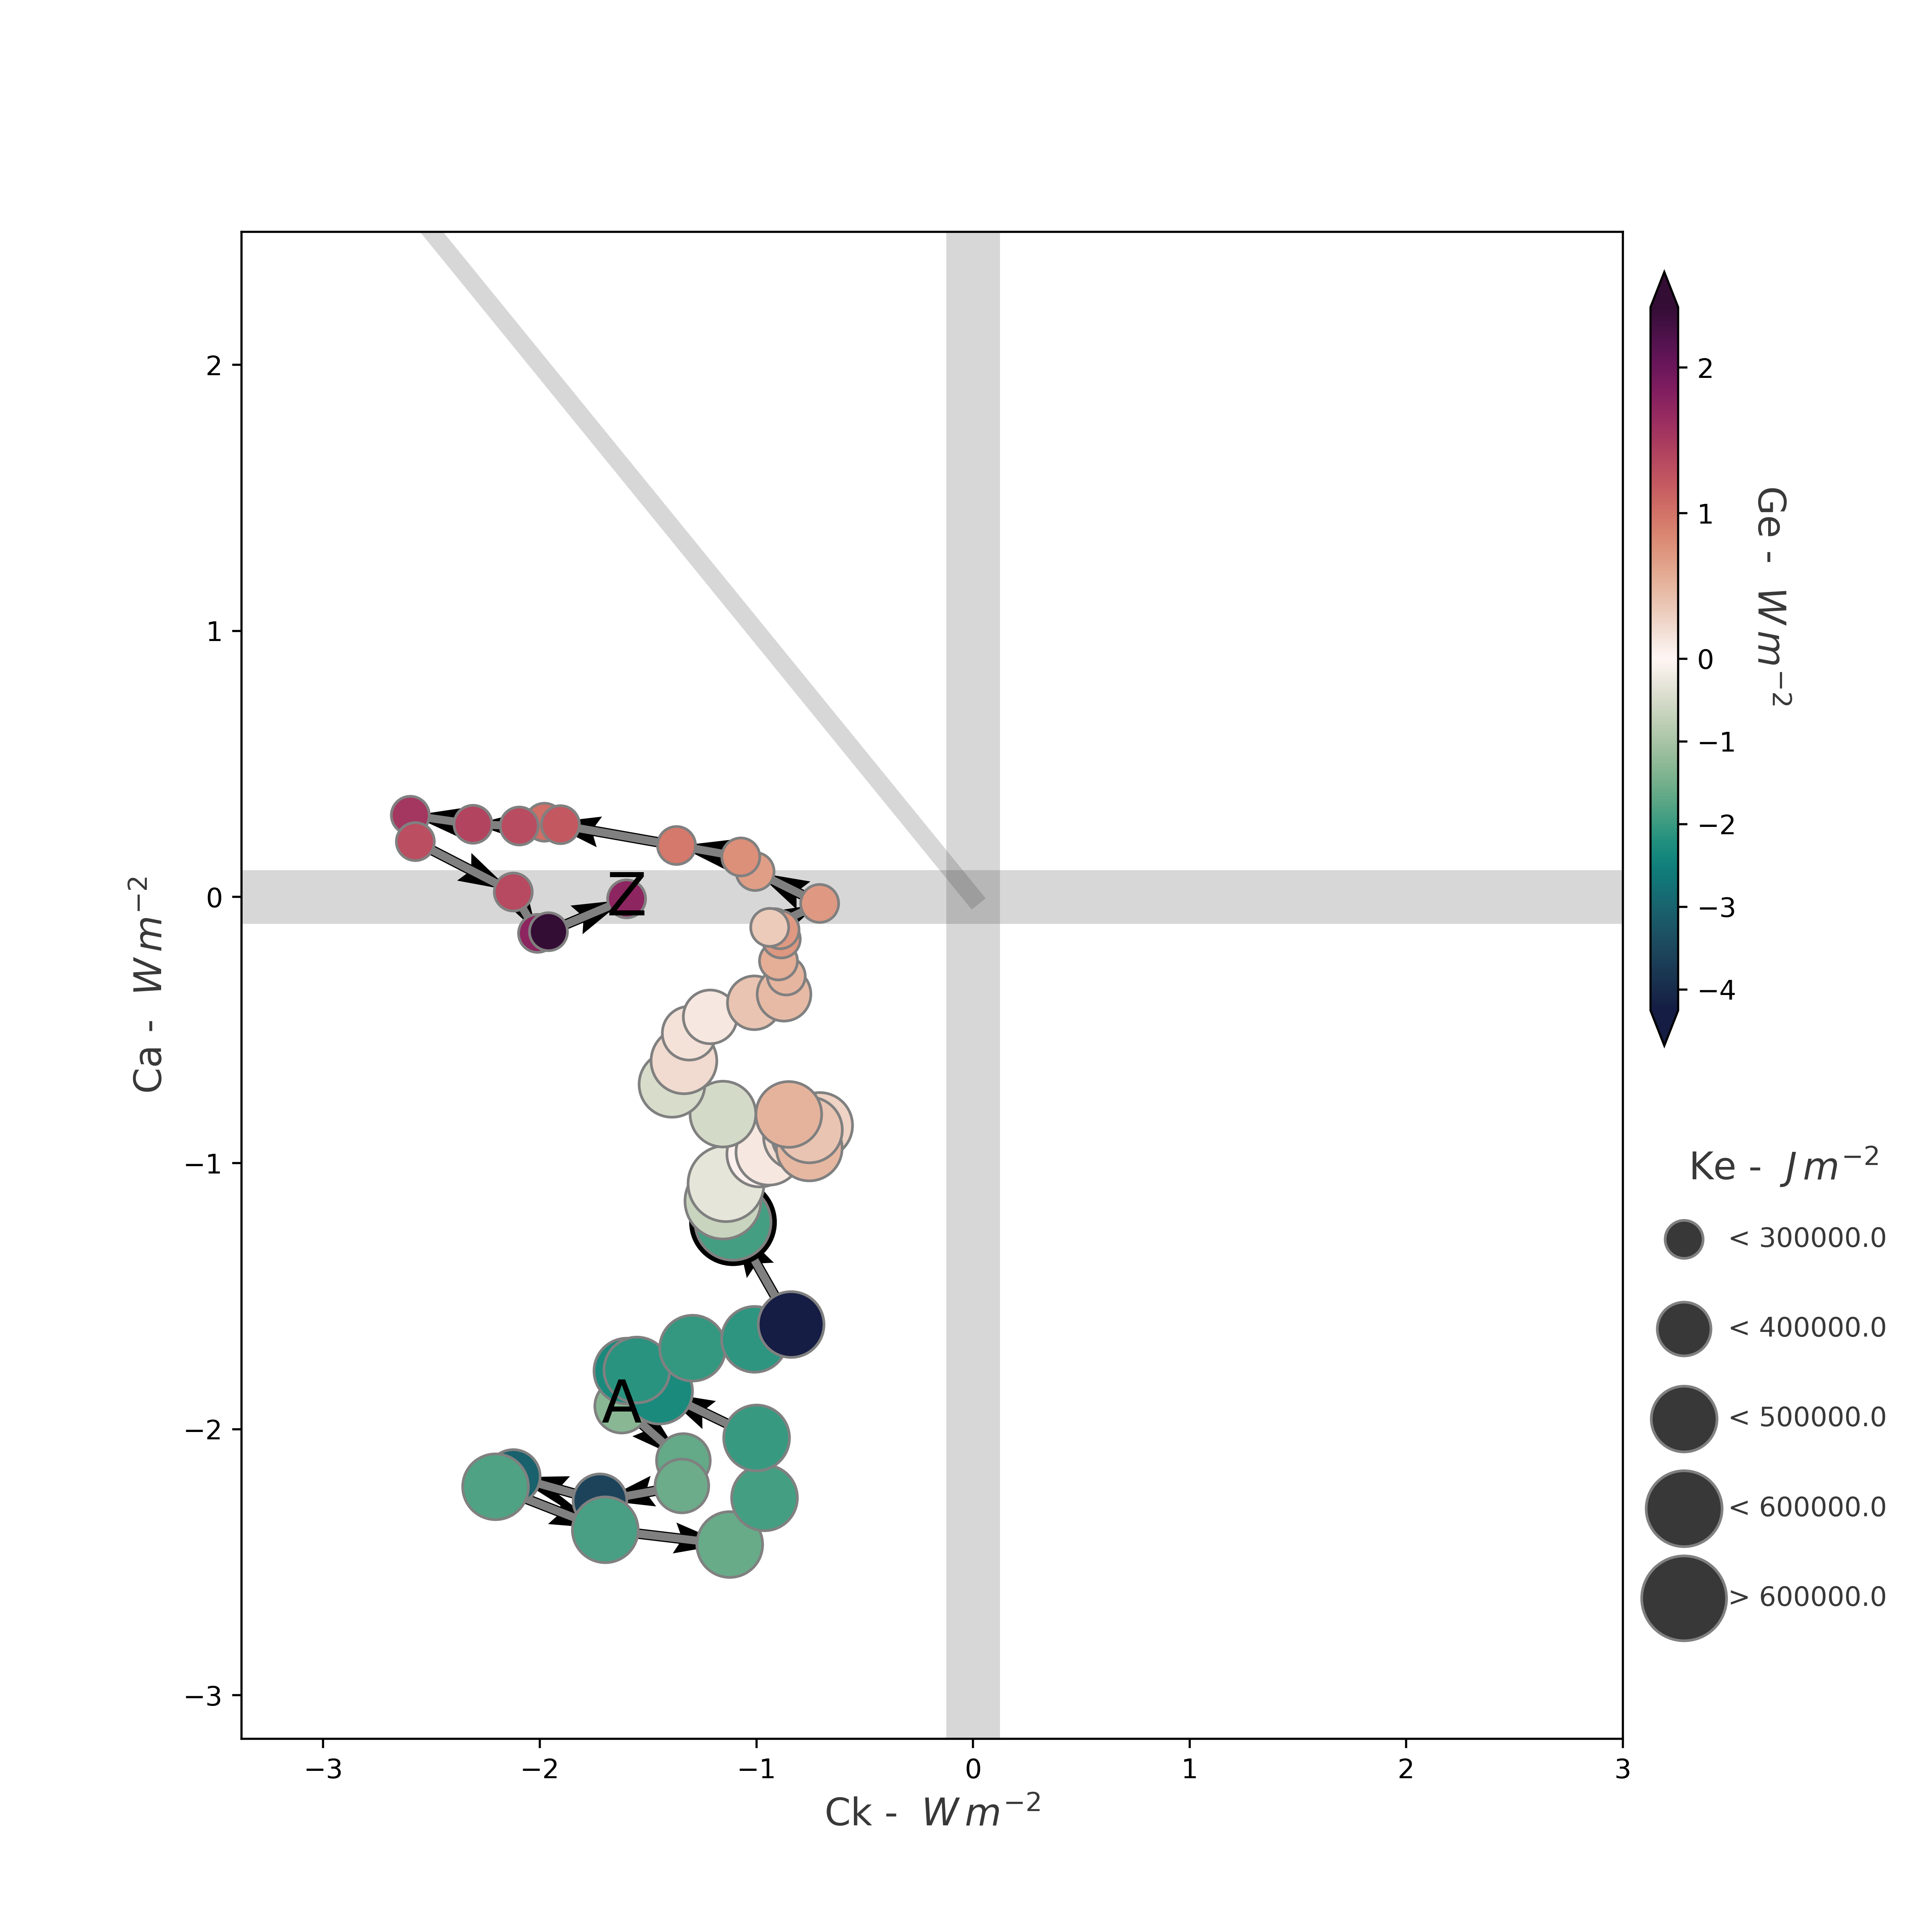 2
1
0
−1
−2
−3
Ca - W m⁻²
−3 −2 −1 0 1 2 3
Ck - W m⁻²
A
Z
2
1
0
−1
−2
−3
−4
Ge - W m⁻²
Ke - J m⁻²
< 300000.0
< 400000.0
< 500000.0
< 600000.0
> 600000.0